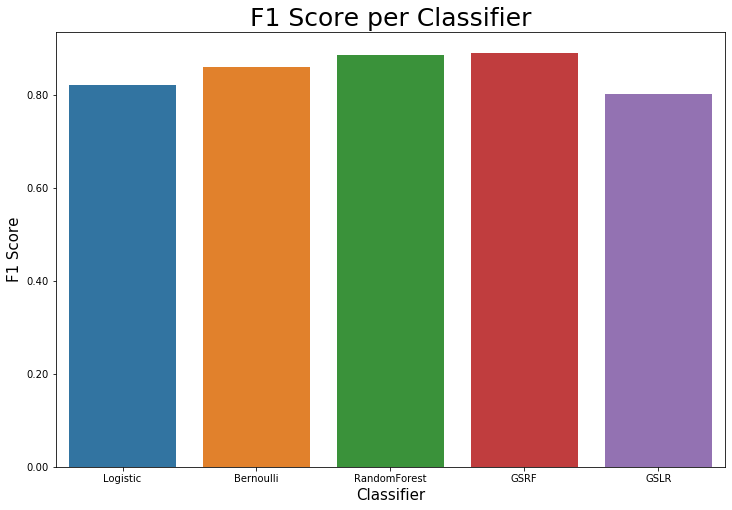 F1 Score per Classifier
F1 Score
0.80
0.60
0.40
0.20
0.00
Logistic
Bernoulli
RandomForest
GSRF
GSLR
Classifier